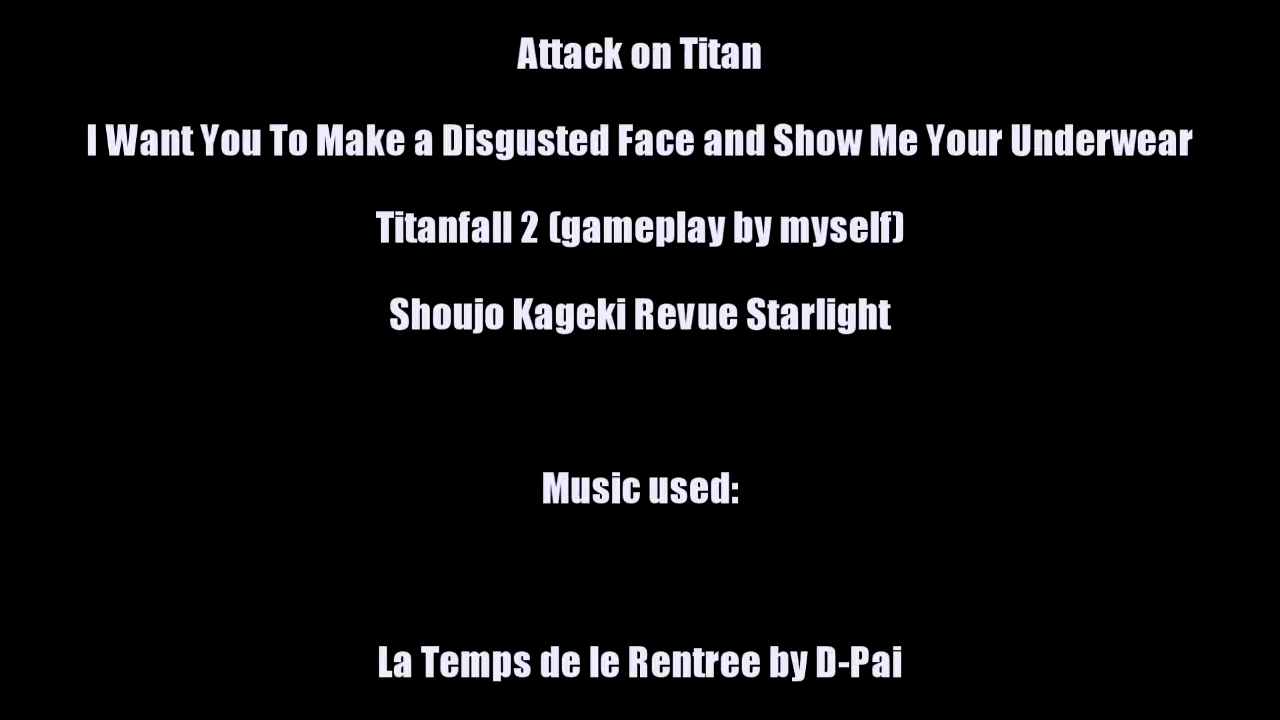 Attack on Titan
I Want You To Make a Disgusted Face and Show Me Your Underwear
Titanfall 2 (gameplay by myself)
Shoujo Kageki Revue Starlight
Music used:
La Temps de le Rentree by D-Pai